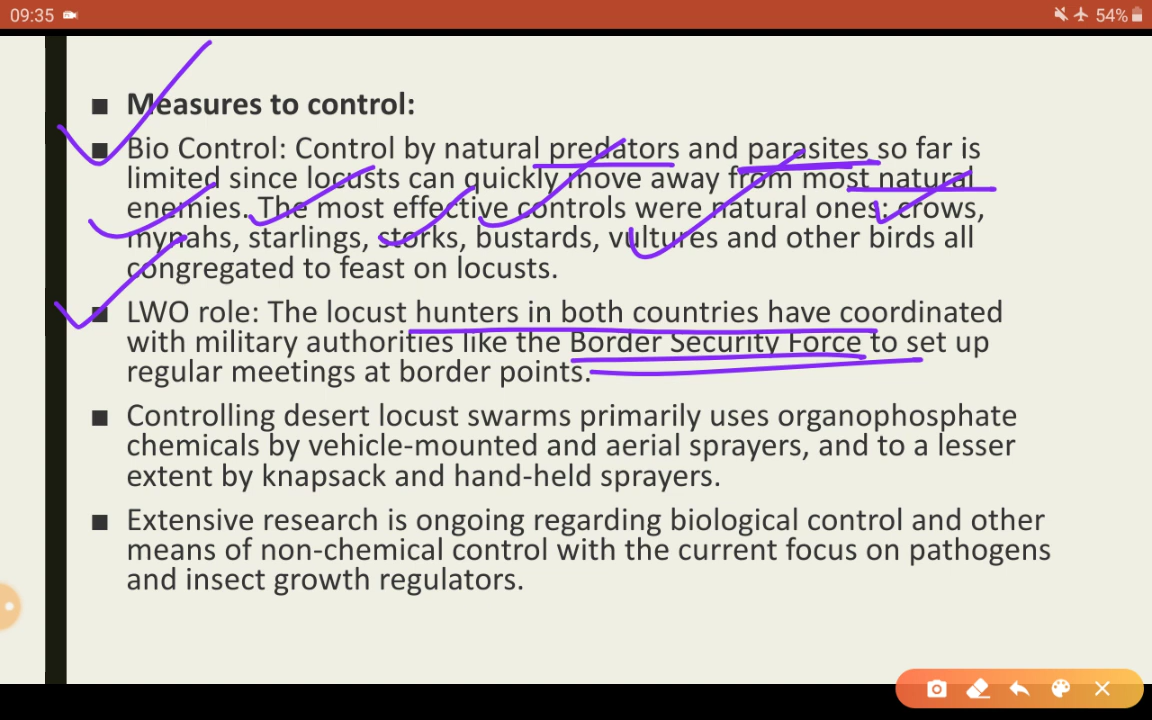 09:35
54%
■ Measures to control:
■ Bio Control: Control by natural predators and parasites so far is
limited since locusts can quickly move away from most natural
enemies. The most effective controls were natural ones: crows,
mynahs, starlings, storks, bustards, vultures and other birds all
congregated to feast on locusts.
■ LWO role: The locust hunters in both countries have coordinated
with military authorities like the Border Security Force to set up
regular meetings at border points.
■ Controlling desert locust swarms primarily uses organophosphate
chemicals by vehicle-mounted and aerial sprayers, and to a lesser
extent by knapsack and hand-held sprayers.
■ Extensive research is ongoing regarding biological control and other
means of non-chemical control with the current focus on pathogens
and insect growth regulators.